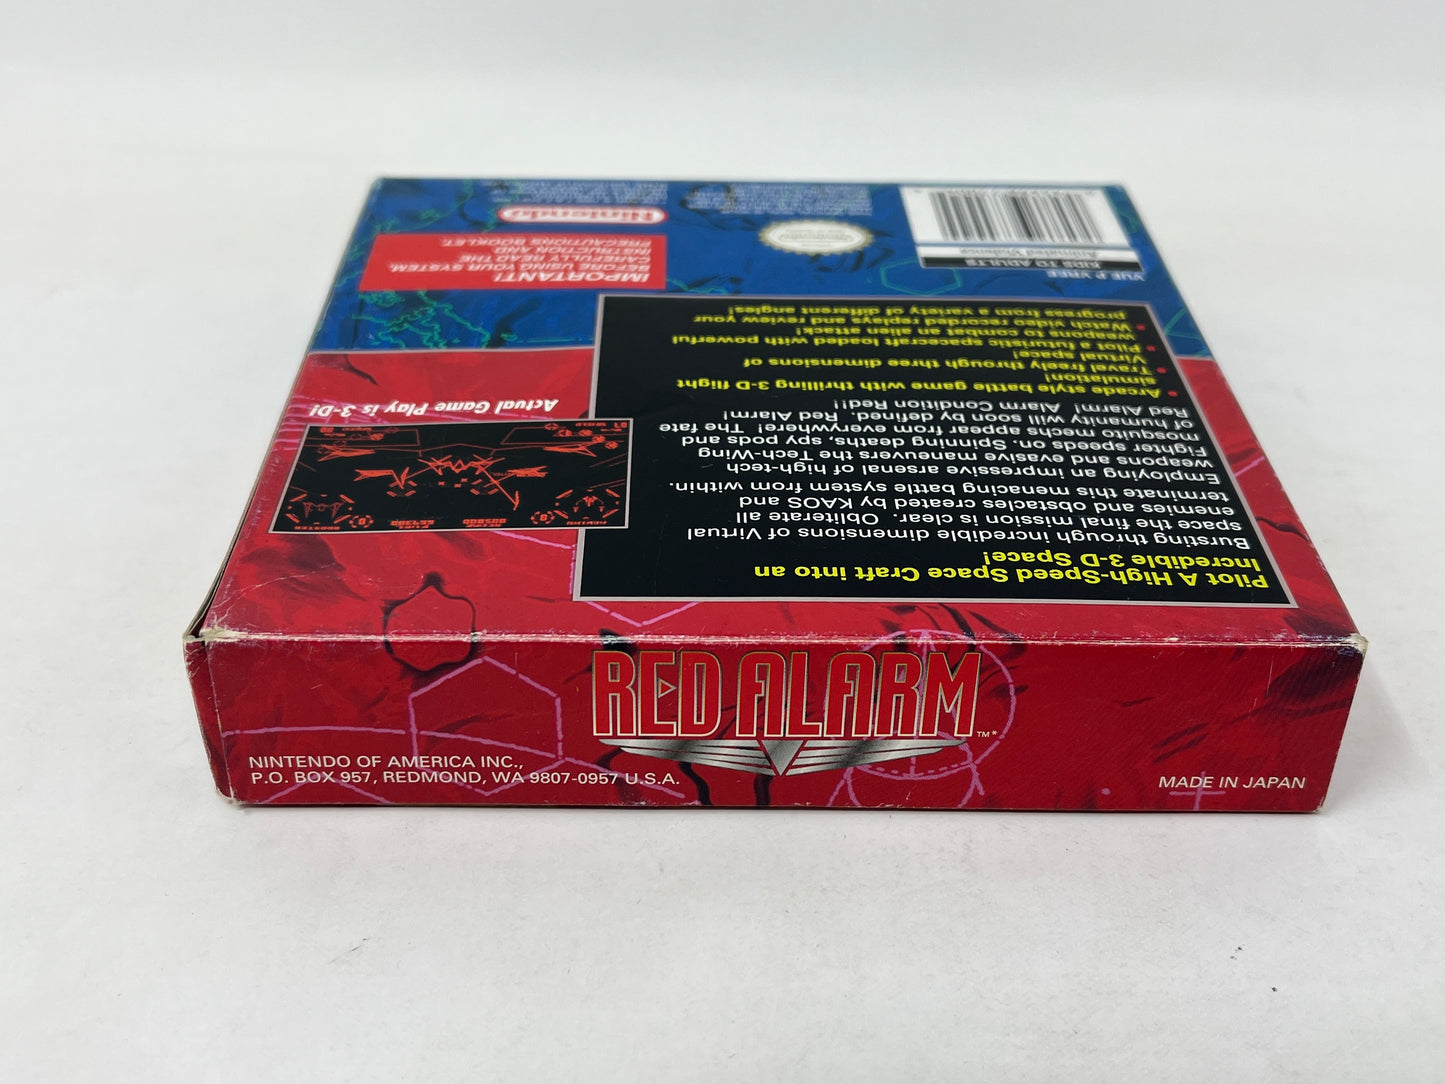 RED ALARM
TM*
NINTENDO OF AMERICA INC.,
P.O. BOX 957, REDMOND, WA 9807-0957 U.S.A.
MADE IN JAPAN
Pilot A High-Speed Space Craft into an
Incredible 3-D Space!
Bursting through incredible dimensions of Virtual
space the final mission is clear. Obliterate all
enemies and obstacles created by KAOS and
terminate this menacing battle system from within.
Employing an impressive arsenal of high-tech
weapons and evasive maneuvers the Tech-Wing
Fighter speeds on. Spinning deaths, spy pods and
mosquito mechs appear from everywhere! The fate
of humanity will soon by defined. Red Alarm!
Red Alarm! Alarm Condition Red!!
• Arcade style battle game with thrilling 3-D flight
simulation!
• Travel freely through three dimensions of
Virtual space!
• Pilot a futuristic spacecraft loaded with powerful
weapons to combat an alien attack!
• Watch video recorded replays and review your
progress from a variety of different angles!
Actual Game Play is 3-D!
IMPORTANT!
BEFORE USING YOUR SYSTEM,
CAREFULLY READ THE
INSTRUCTION AND
PRECAUTIONS BOOKLET.
Nintendo
VUE P VREE
KIDS TO ADULTS
Animated Violence